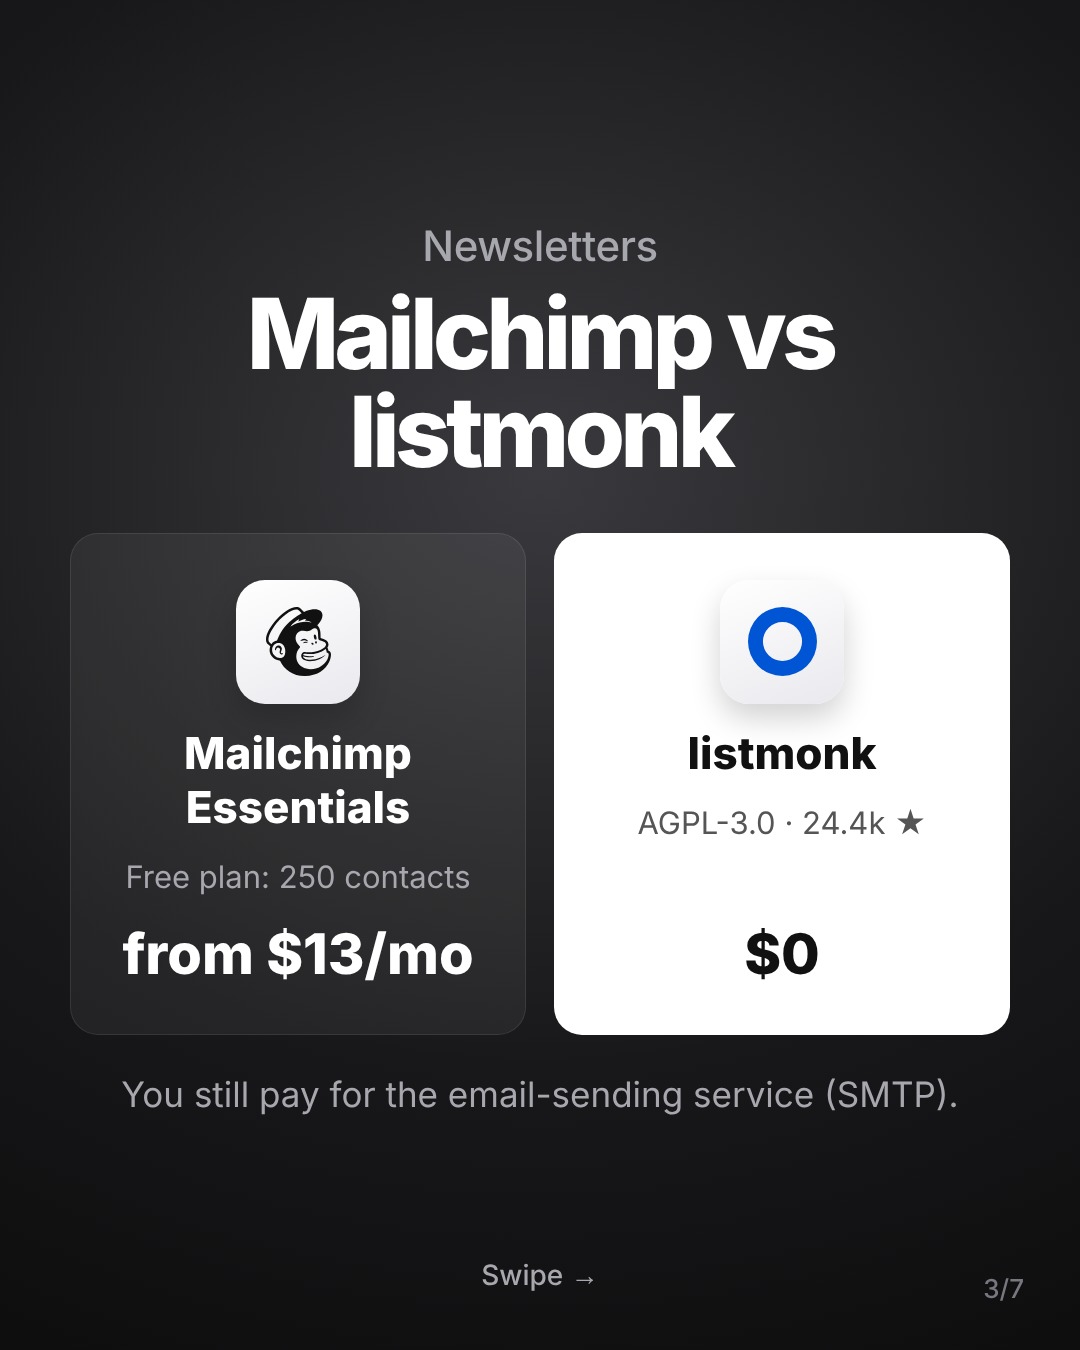 Newsletters
Mailchimp vs
listmonk
Mailchimp
Essentials
Free plan: 250 contacts
from $13/mo
listmonk
AGPL-3.0 · 24.4k ★
$0
You still pay for the email-sending service (SMTP).
Swipe →
3/7